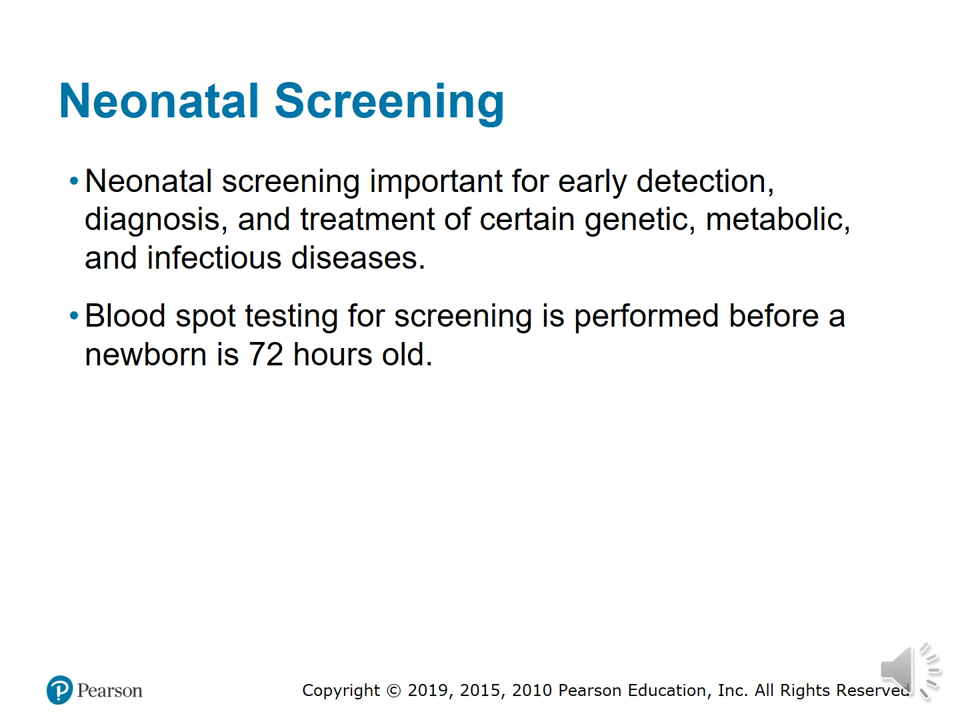 Neonatal Screening
• Neonatal screening important for early detection,
diagnosis, and treatment of certain genetic, metabolic,
and infectious diseases.
• Blood spot testing for screening is performed before a
newborn is 72 hours old.
Pearson
Copyright © 2019, 2015, 2010 Pearson Education, Inc. All Rights Reserved